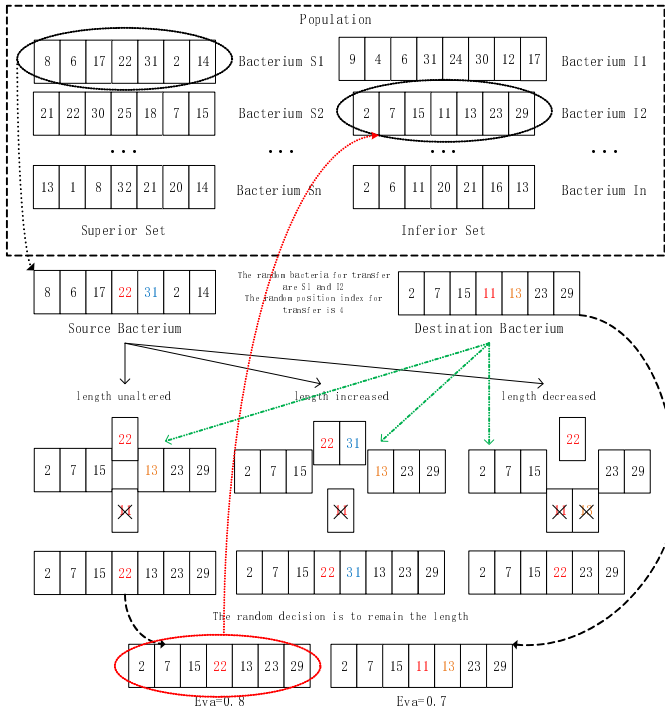 Population
8 6 17 22 31 2 14 Bacterium S1 9 4 6 31 24 30 12 17 Bacterium I1
21 22 30 25 18 7 15 Bacterium S2 2 7 15 11 13 23 29 Bacterium I2
... ... ... ...
13 1 8 32 21 20 14 Bacterium Sn 2 6 11 20 21 16 13 Bacterium In
Superior Set Inferior Set
8 6 17 22 31 2 14
The random bacteria for transfer
are S1 and I2
The random position index for
transfer is 4
2 7 15 11 13 23 29
Source Bacterium Destination Bacterium
length unaltered length increased length decreased
22 22 31 22
2 7 15 13 23 29 2 7 15 13 23 29 2 7 15 23 29
11 11 11 13
2 7 15 22 13 23 29 2 7 15 22 31 13 23 29 2 7 15 22 23 29
The random decision is to remain the length
2 7 15 22 13 23 29 2 7 15 11 13 23 29
Eva=0.8 Eva=0.7